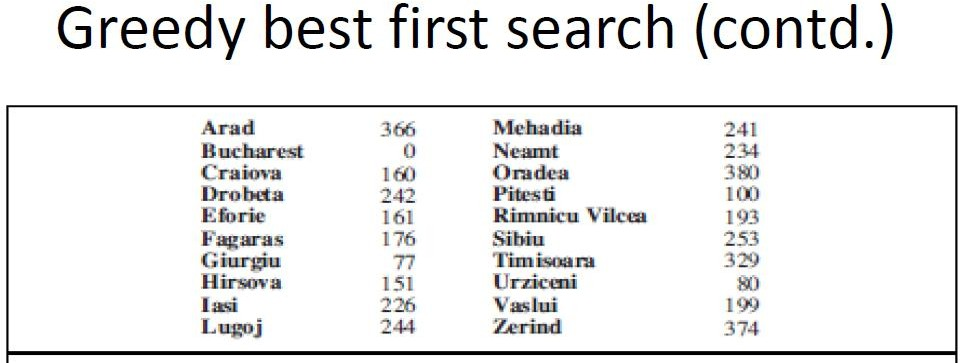 Greedy best first search (contd.)
Arad 366 Mehadia 241
Bucharest 0 Neamt 234
Craiova 160 Oradea 380
Drobeta 242 Pitesti 100
Eforie 161 Rimnicu Vilcea 193
Fagaras 176 Sibiu 253
Giurgiu 77 Timisoara 329
Hirsova 151 Urziceni 80
Iasi 226 Vaslui 199
Lugoj 244 Zerind 374